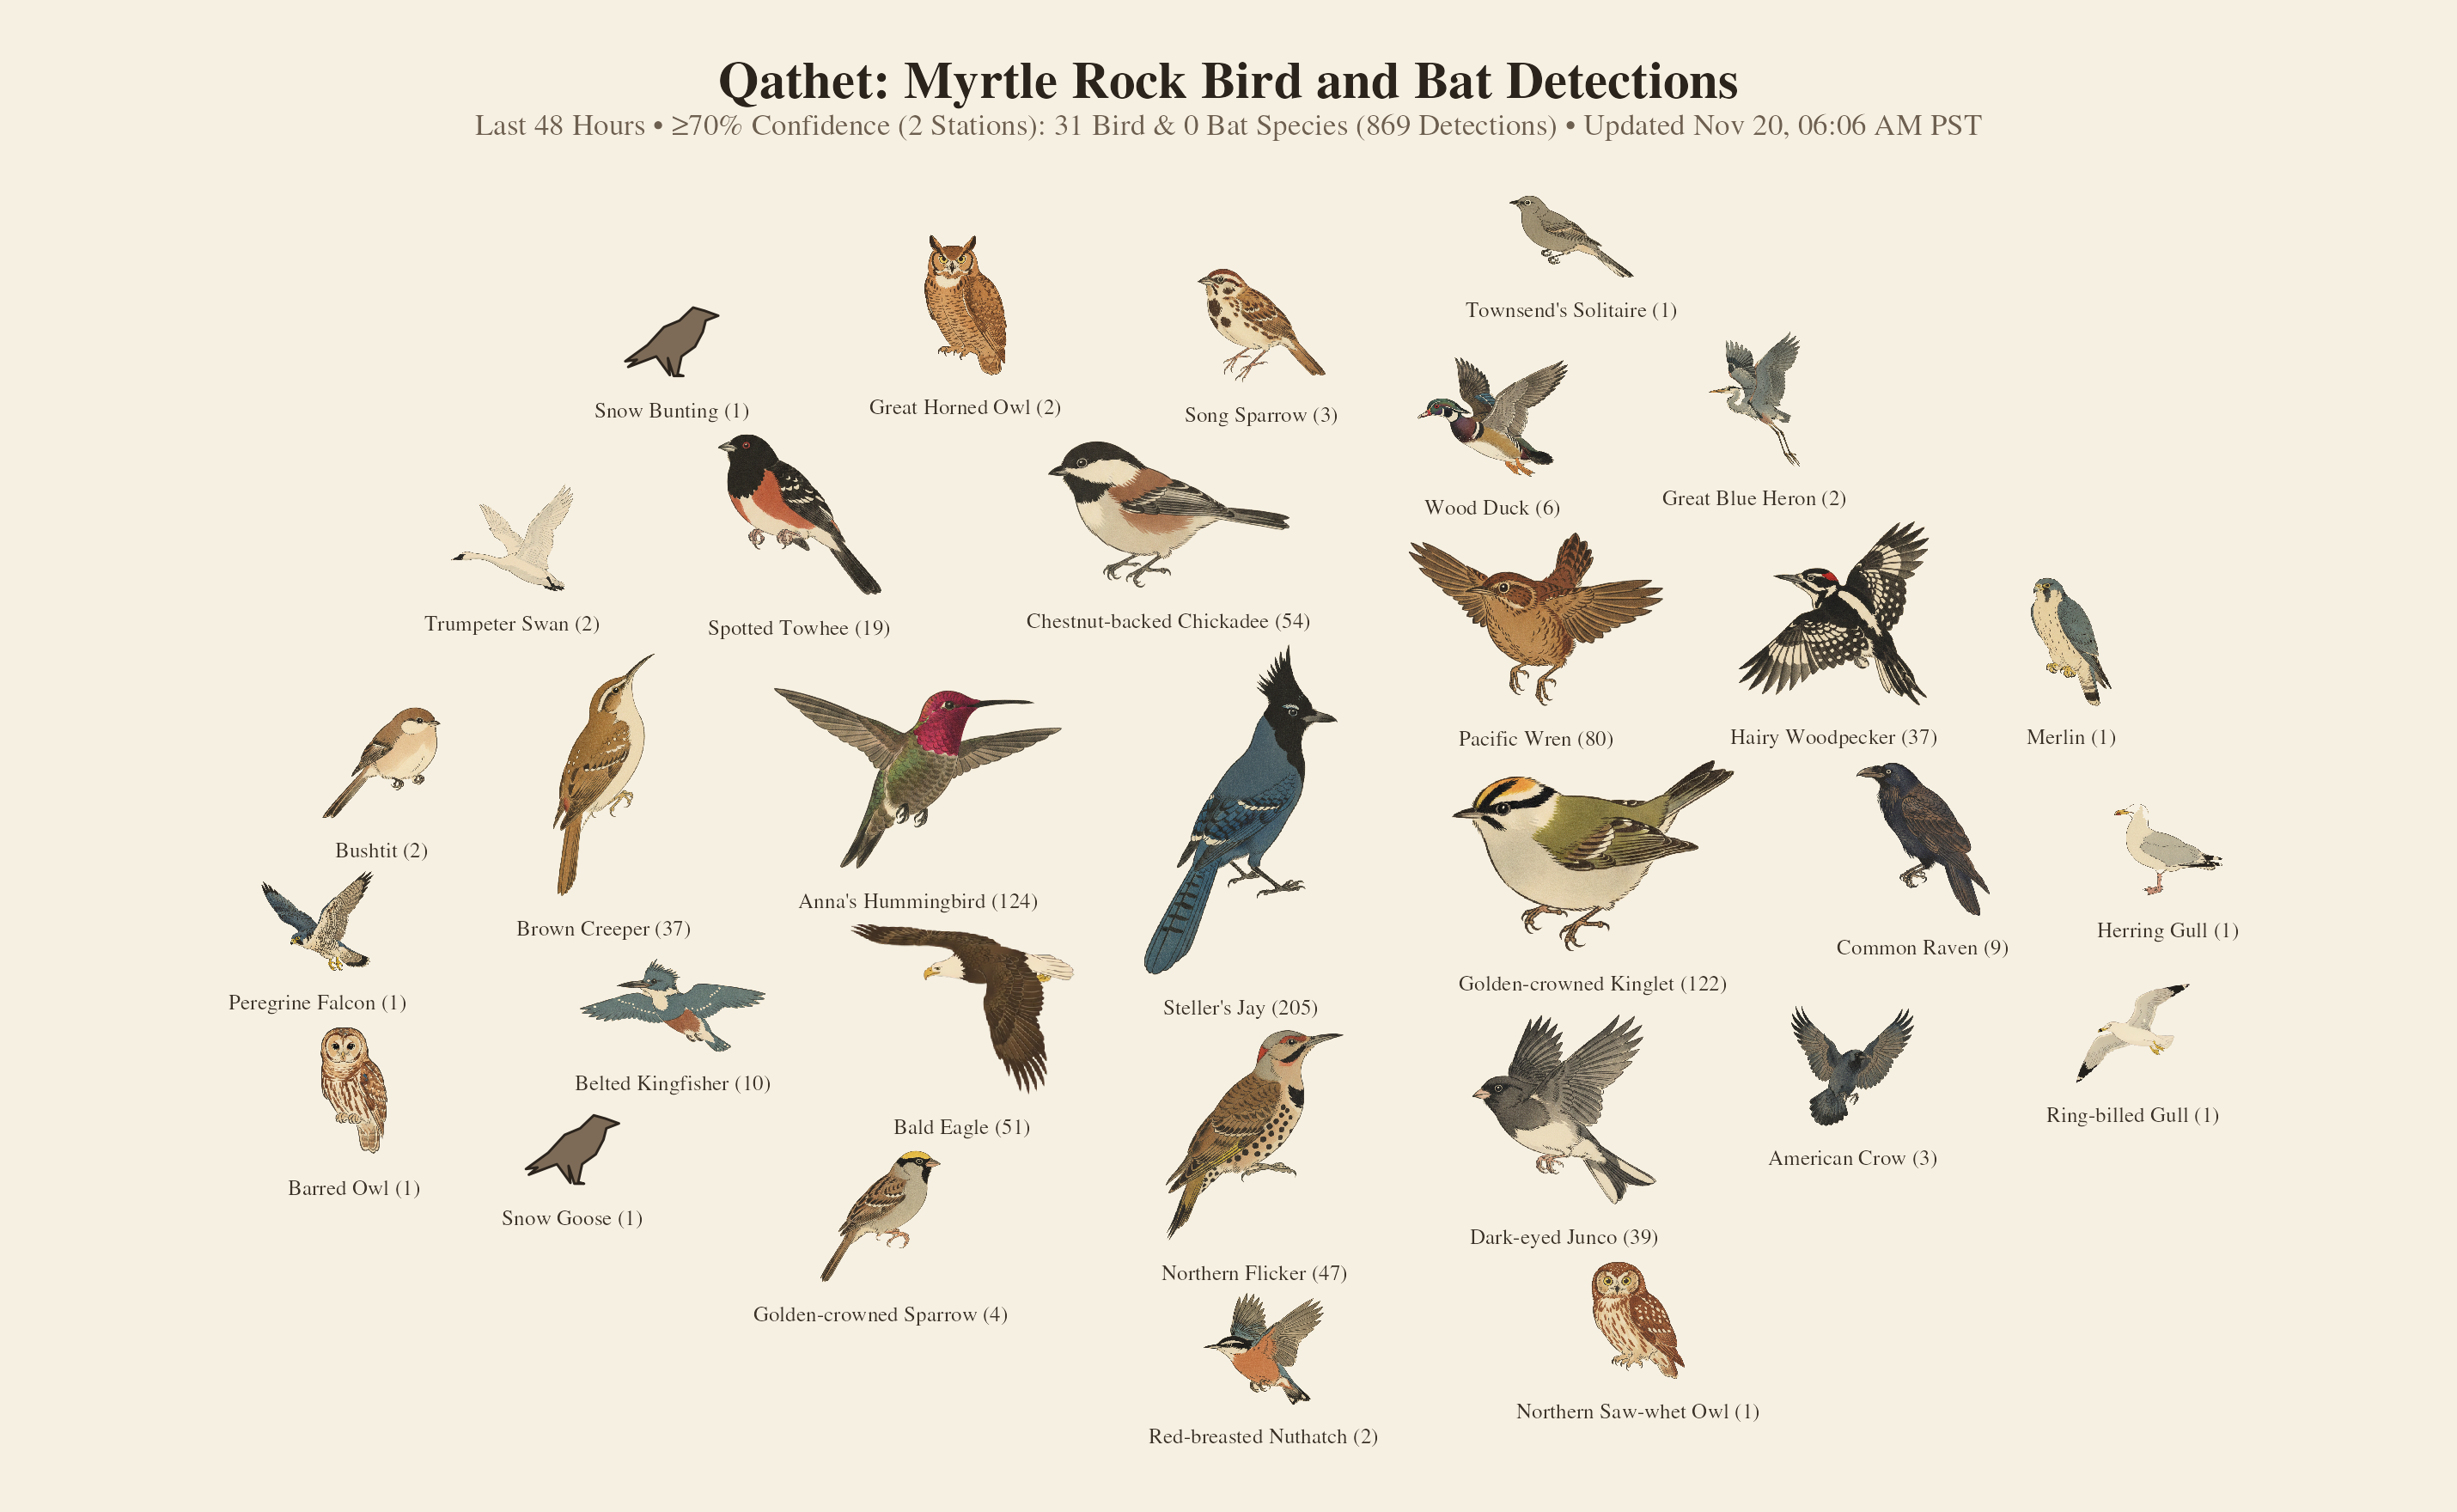 Qathet: Myrtle Rock Bird and Bat Detections
Last 48 Hours • ≥70% Confidence (2 Stations): 31 Bird & 0 Bat Species (869 Detections) • Updated Nov 20, 06:06 AM PST
Townsend's Solitaire (1)
Snow Bunting (1)
Great Horned Owl (2)
Song Sparrow (3)
Wood Duck (6)
Great Blue Heron (2)
Trumpeter Swan (2)
Spotted Towhee (19)
Chestnut-backed Chickadee (54)
Pacific Wren (80)
Hairy Woodpecker (37)
Merlin (1)
Bushtit (2)
Brown Creeper (37)
Anna's Hummingbird (124)
Steller's Jay (205)
Golden-crowned Kinglet (122)
Common Raven (9)
Herring Gull (1)
Peregrine Falcon (1)
Belted Kingfisher (10)
Bald Eagle (51)
Northern Flicker (47)
Dark-eyed Junco (39)
American Crow (3)
Ring-billed Gull (1)
Barred Owl (1)
Snow Goose (1)
Golden-crowned Sparrow (4)
Red-breasted Nuthatch (2)
Northern Saw-whet Owl (1)